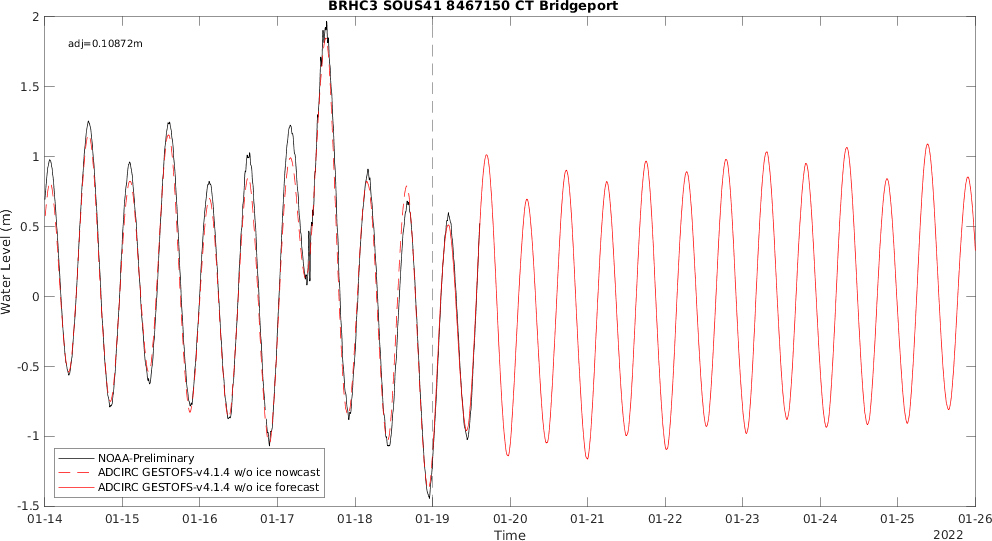 BRHC3 SOUS41 8467150 CT Bridgeport
adj=0.10872m
2
1.5
1
0.5
0
-0.5
-1
-1.5
Water Level (m)
NOAA-Preliminary
ADCIRC GESTOFS-v4.1.4 w/o ice nowcast
ADCIRC GESTOFS-v4.1.4 w/o ice forecast
01-14 01-15 01-16 01-17 01-18 01-19 01-20 01-21 01-22 01-23 01-24 01-25 01-26
Time
2022